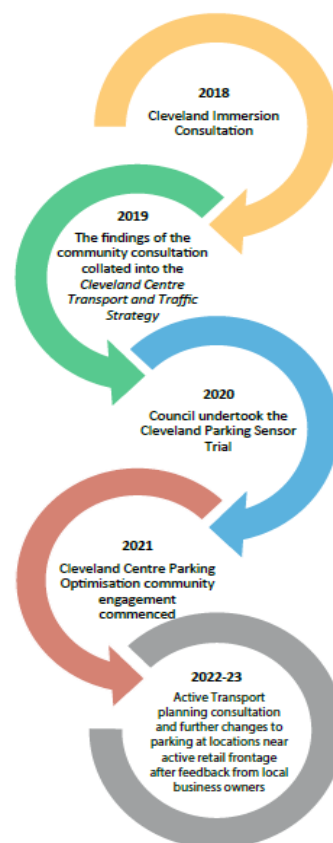 2018
Cleveland Immersion
Consultation
2019
The findings of the
community consultation
collated into the
Cleveland Centre
Transport and Traffic
Strategy
2020
Council undertook the
Cleveland Parking Sensor
Trial
2021
Cleveland Centre Parking
Optimisation community
engagement
commenced
2022-23
Active Transport
planning consultation
and further changes to
parking at locations near
active retail frontage
after feedback from local
business owners